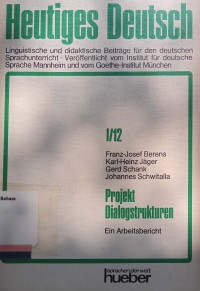 Heutiges Deutsch
Linguistische und didaktische Beiträge für den deutschen
Sprachunterricht · Veröffentlicht vom Institut für deutsche
Sprache Mannheim und vom Goethe-Institut München
I/12
Franz-Josef Berens
Karl-Heinz Jäger
Gerd Schank
Johannes Schwitalla
Projekt
Dialogstrukturen
Ein Arbeitsbericht
Bahasa
sprachen der welt
hueber